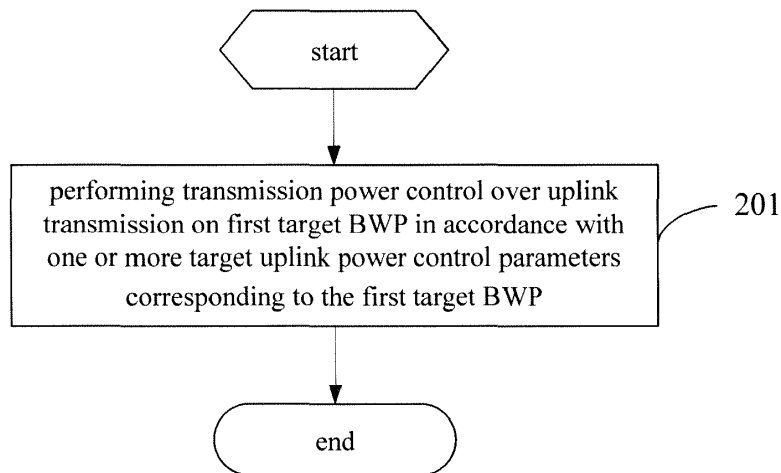 start
performing transmission power control over uplink
transmission on first target BWP in accordance with
one or more target uplink power control parameters
corresponding to the first target BWP
201
end